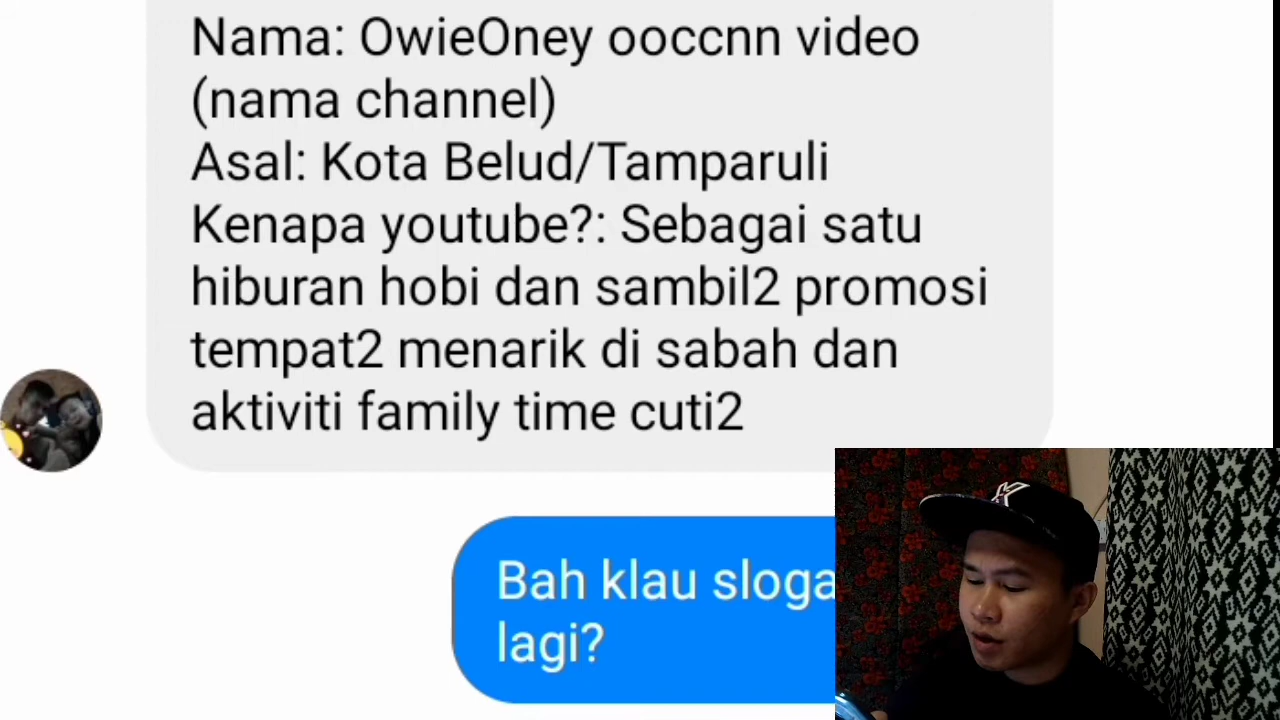 Nama: OwieOney ooccnn video
(nama channel)
Asal: Kota Belud/Tamparuli
Kenapa youtube?: Sebagai satu
hiburan hobi dan sambil2 promosi
tempat2 menarik di sabah dan
aktiviti family time cuti2
Bah klau sloga
lagi?